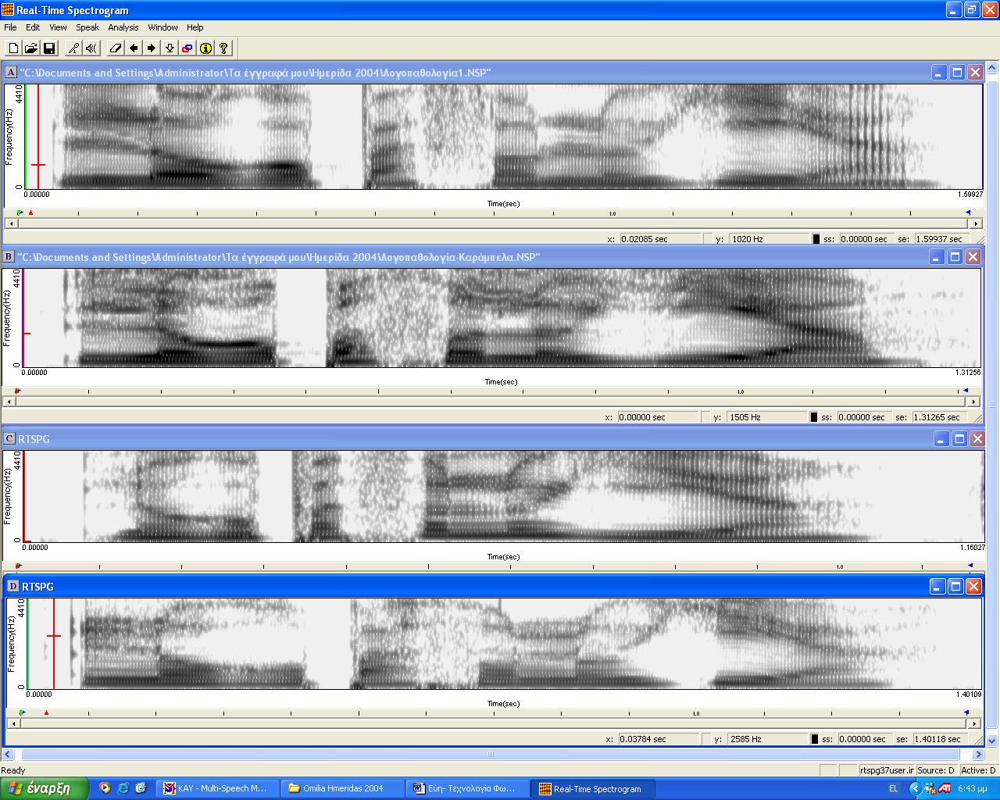 Real-Time Spectrogram
File Edit View Speak Analysis Window Help
A "C:\Documents and Settings\Administrator\Τα έγγραφά μου\Ημερίδα 2004\Λογοπαθολογία1.NSP"
4410
Frequency(Hz)
0
0.00000 1.59927
Time(sec)
1.0
x: 0.02085 sec y: 1020 Hz ss: 0.00000 sec se: 1.59937 sec
B "C:\Documents and Settings\Administrator\Τα έγγραφά μου\Ημερίδα 2004\Λογοπαθολογία-Καράμπελα.NSP"
4410
Frequency(Hz)
0
0.00000 1.31256
Time(sec)
1.0
x: 0.00000 sec y: 1505 Hz ss: 0.00000 sec se: 1.31265 sec
C RTSPG
4410
Frequency(Hz)
0
0.00000 1.16027
Time(sec)
1.0
D RTSPG
4410
Frequency(Hz)
0
0.00000 1.40109
Time(sec)
1.0
x: 0.03784 sec y: 2585 Hz ss: 0.00000 sec se: 1.40118 sec
Ready rtspg37user.ir Source: D Active: D
έναρξη KAY - Multi-Speech M... Omilia Hmeridas 2004 Εύη- Τεχνολογία Φω... Real-Time Spectrogram EL 6:43 μμ